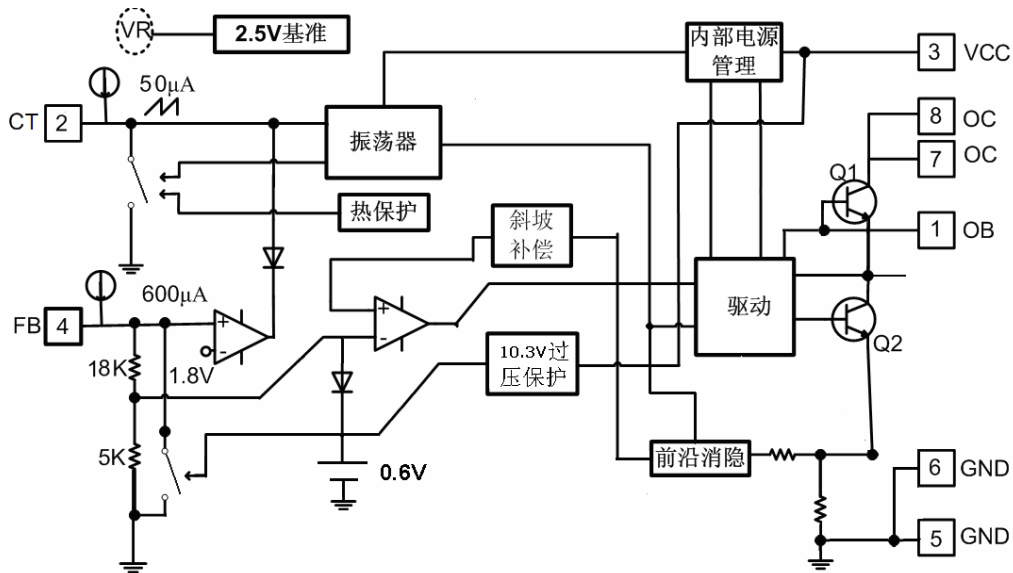 VR
2.5V基准
内部电源
管理
3
VCC
50μA
CT
2
8
OC
振荡器
7
OC
Q1
热保护
斜坡
补偿
1
OB
600μA
FB
4
+
-
+
-
驱动
Q2
18K
1.8V
10.3V过
压保护
5K
0.6V
前沿消隐
6
GND
5
GND